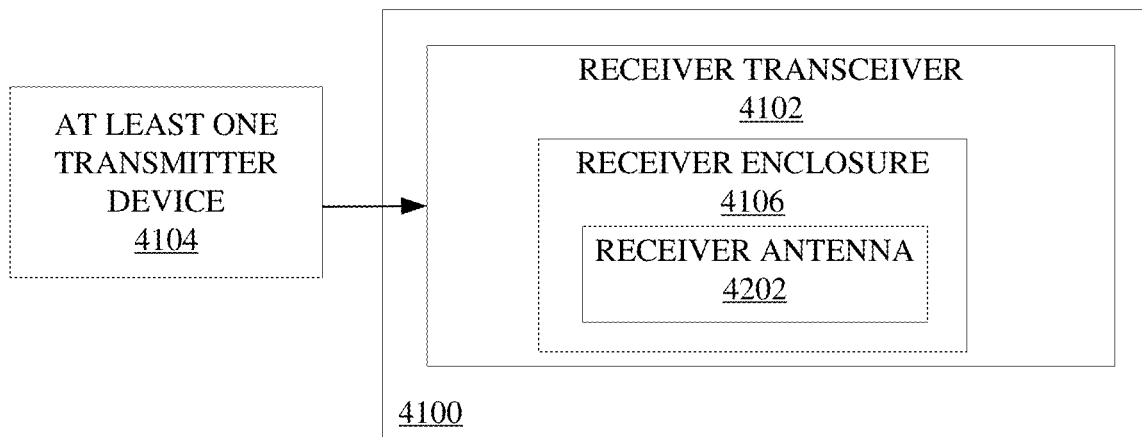 AT LEAST ONE
TRANSMITTER
DEVICE
4104
RECEIVER TRANSCEIVER
4102
RECEIVER ENCLOSURE
4106
RECEIVER ANTENNA
4202
4100